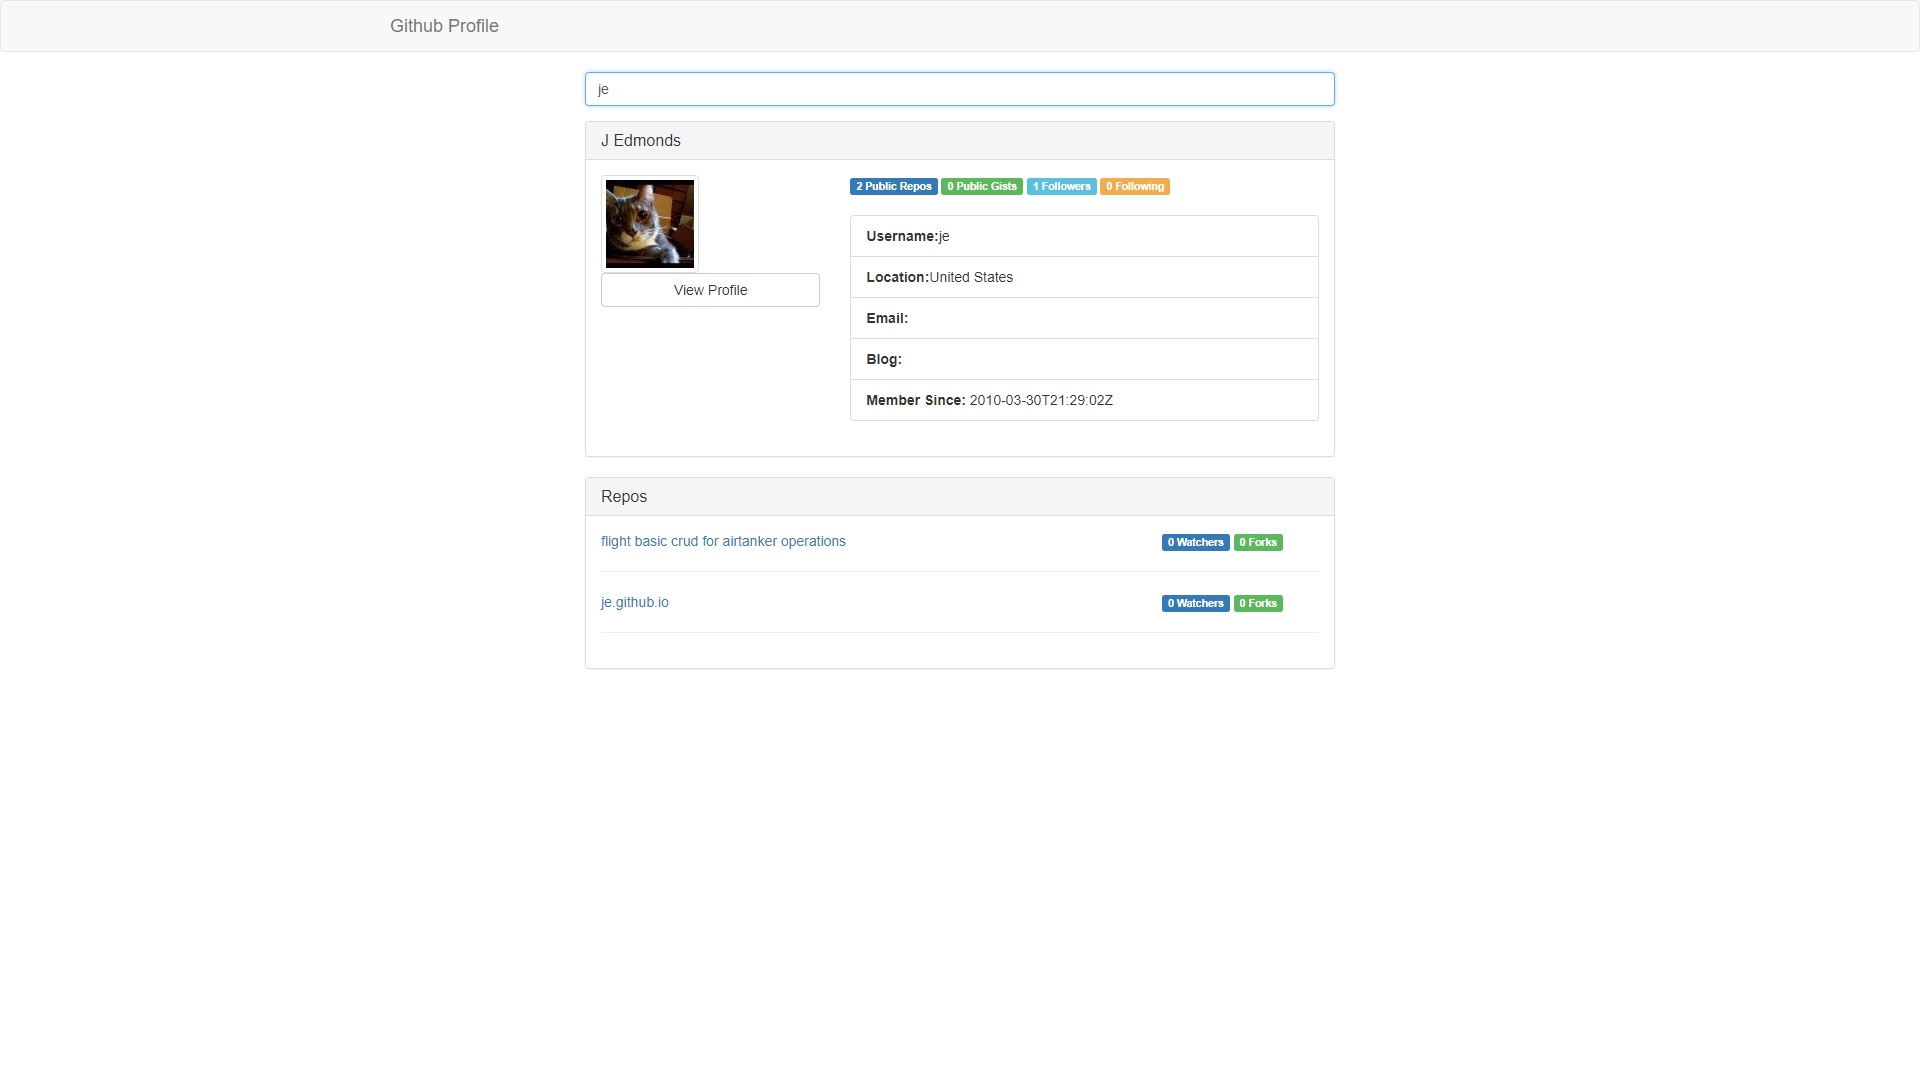 Github Profile
je
J Edmonds
2 Public Repos 0 Public Gists 1 Followers 0 Following
View Profile
Username:je
Location:United States
Email:
Blog:
Member Since: 2010-03-30T21:29:02Z
Repos
flight basic crud for airtanker operations 0 Watchers 0 Forks
je.github.io 0 Watchers 0 Forks